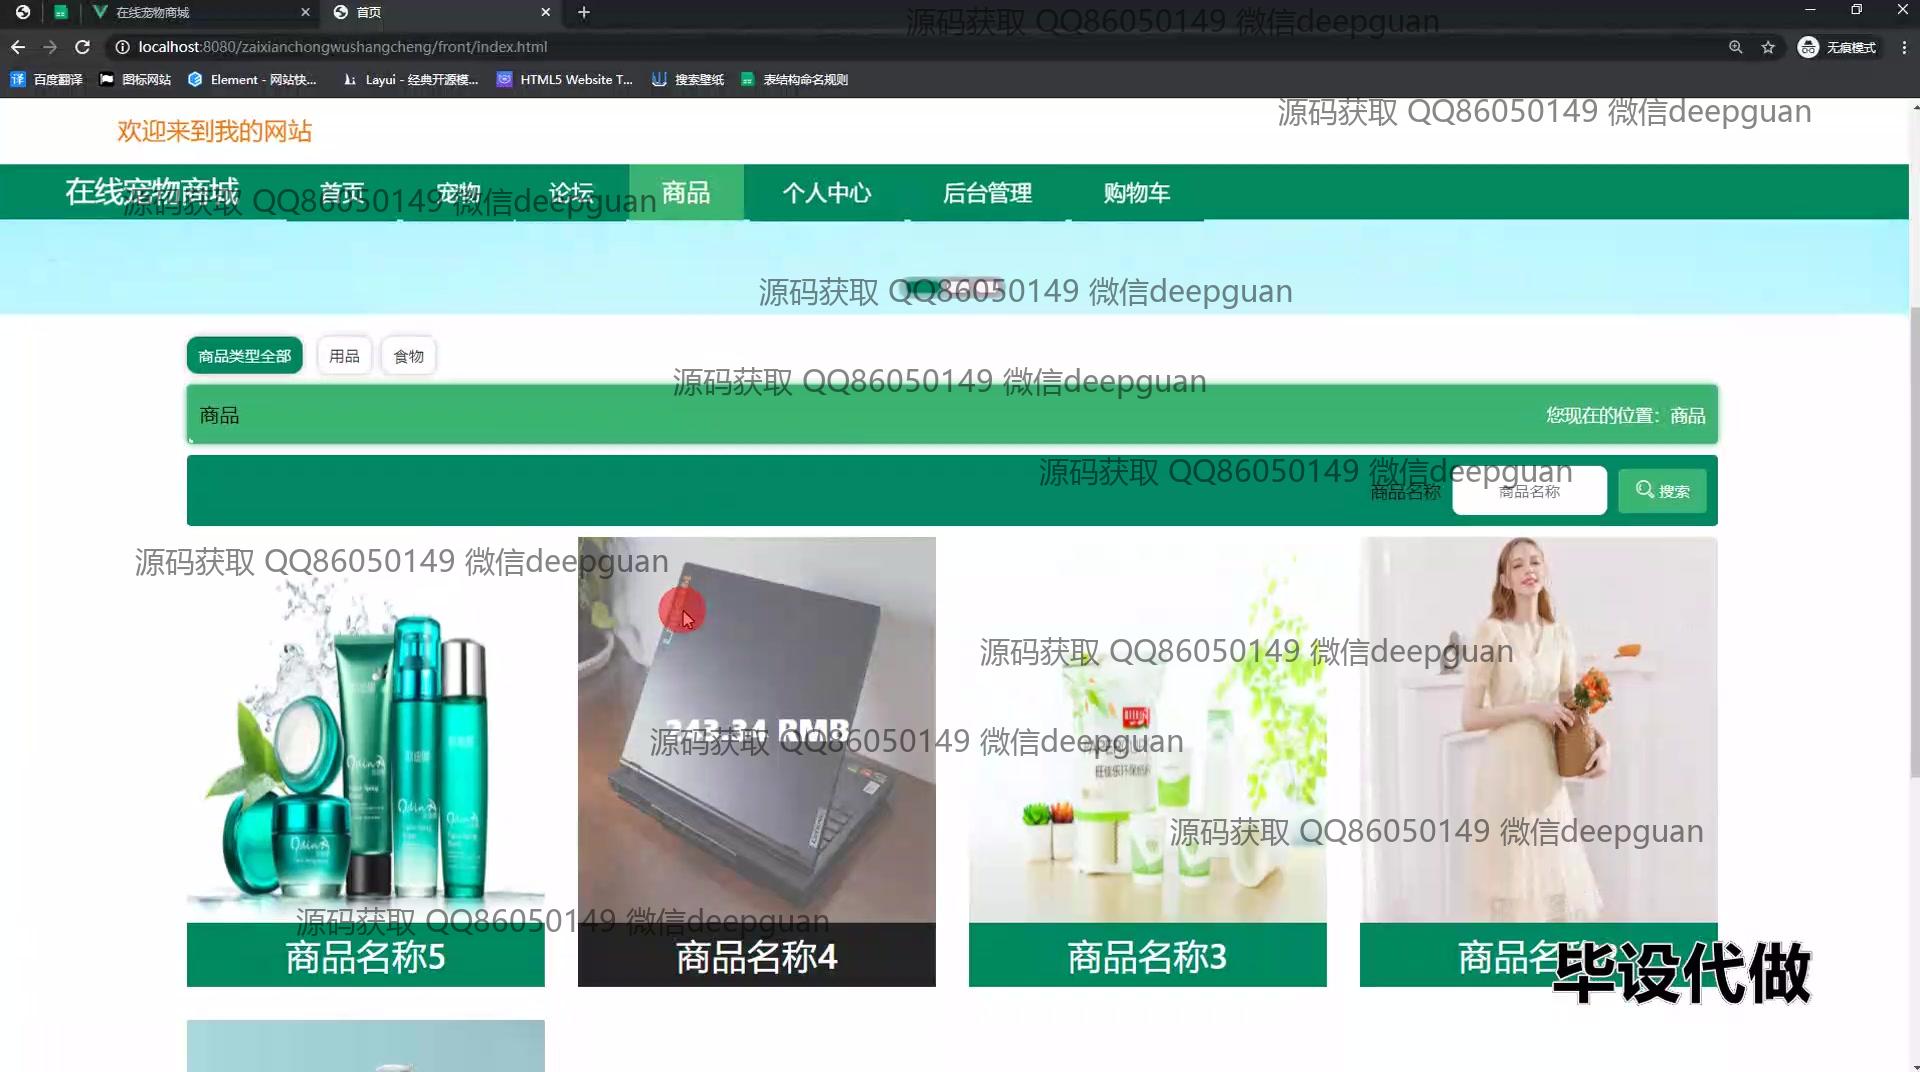 在线宠物商城
首页
源码获取 QQ86050149 微信deepguan
localhost:8080/zaixianchongwushangcheng/front/index.html
无痕模式
百度翻译
图标网站
Element - 网站快...
Layui - 经典开源模...
HTML5 Website T...
搜索壁纸
表结构命名规则
源码获取 QQ86050149 微信deepguan
欢迎来到我的网站
在线宠物商城
首页
宠物
论坛
商品
个人中心
后台管理
购物车
源码获取 QQ86050149 微信deepguan
源码获取 QQ86050149 微信deepguan
商品类型全部
用品
食物
源码获取 QQ86050149 微信deepguan
商品
您现在的位置：商品
源码获取 QQ86050149 微信deepguan
商品名称
商品名称
搜索
源码获取 QQ86050149 微信deepguan
源码获取 QQ86050149 微信deepguan
243.34 RMB
源码获取 QQ86050149 微信deepguan
源码获取 QQ86050149 微信deepguan
源码获取 QQ86050149 微信deepguan
商品名称5
商品名称4
商品名称3
商品名
毕设代做